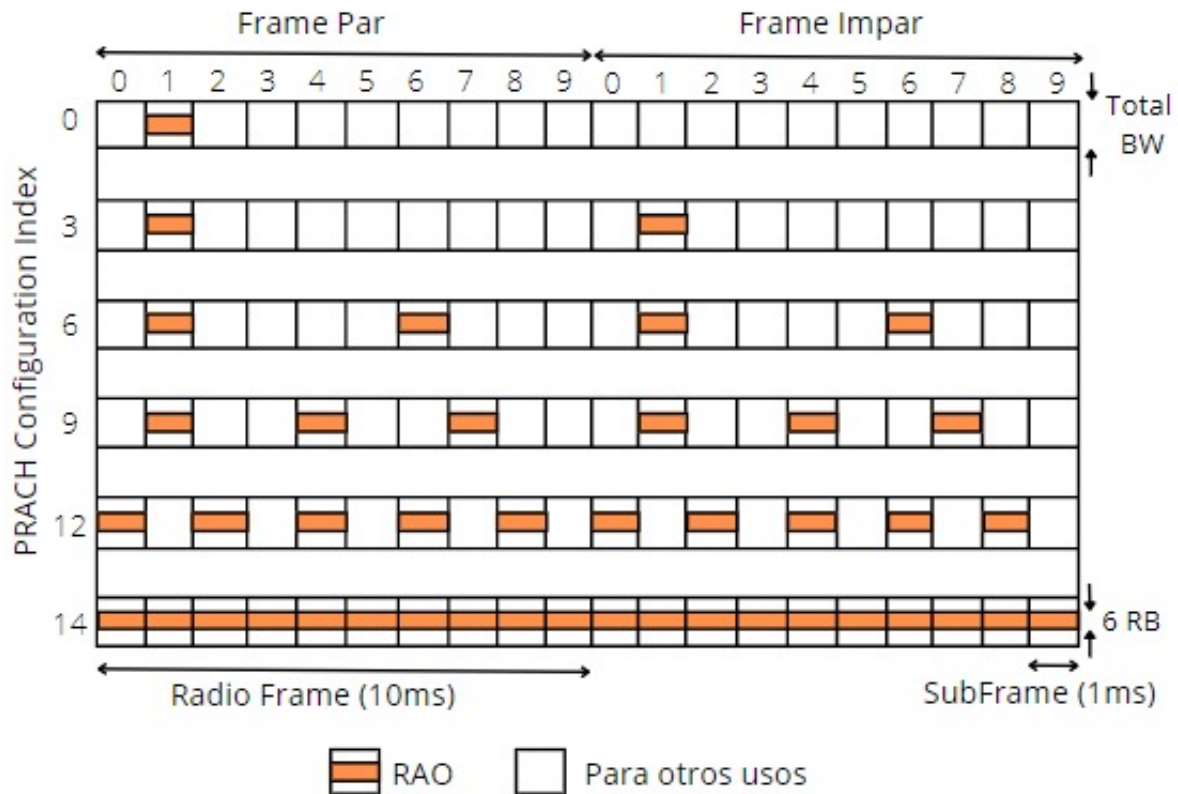 Frame Par Frame Impar
0 1 2 3 4 5 6 7 8 9 0 1 2 3 4 5 6 7 8 9
Total
BW
PRACH Configuration Index
0
3
6
9
12
14
6 RB
Radio Frame (10ms) SubFrame (1ms)
RAO Para otros usos